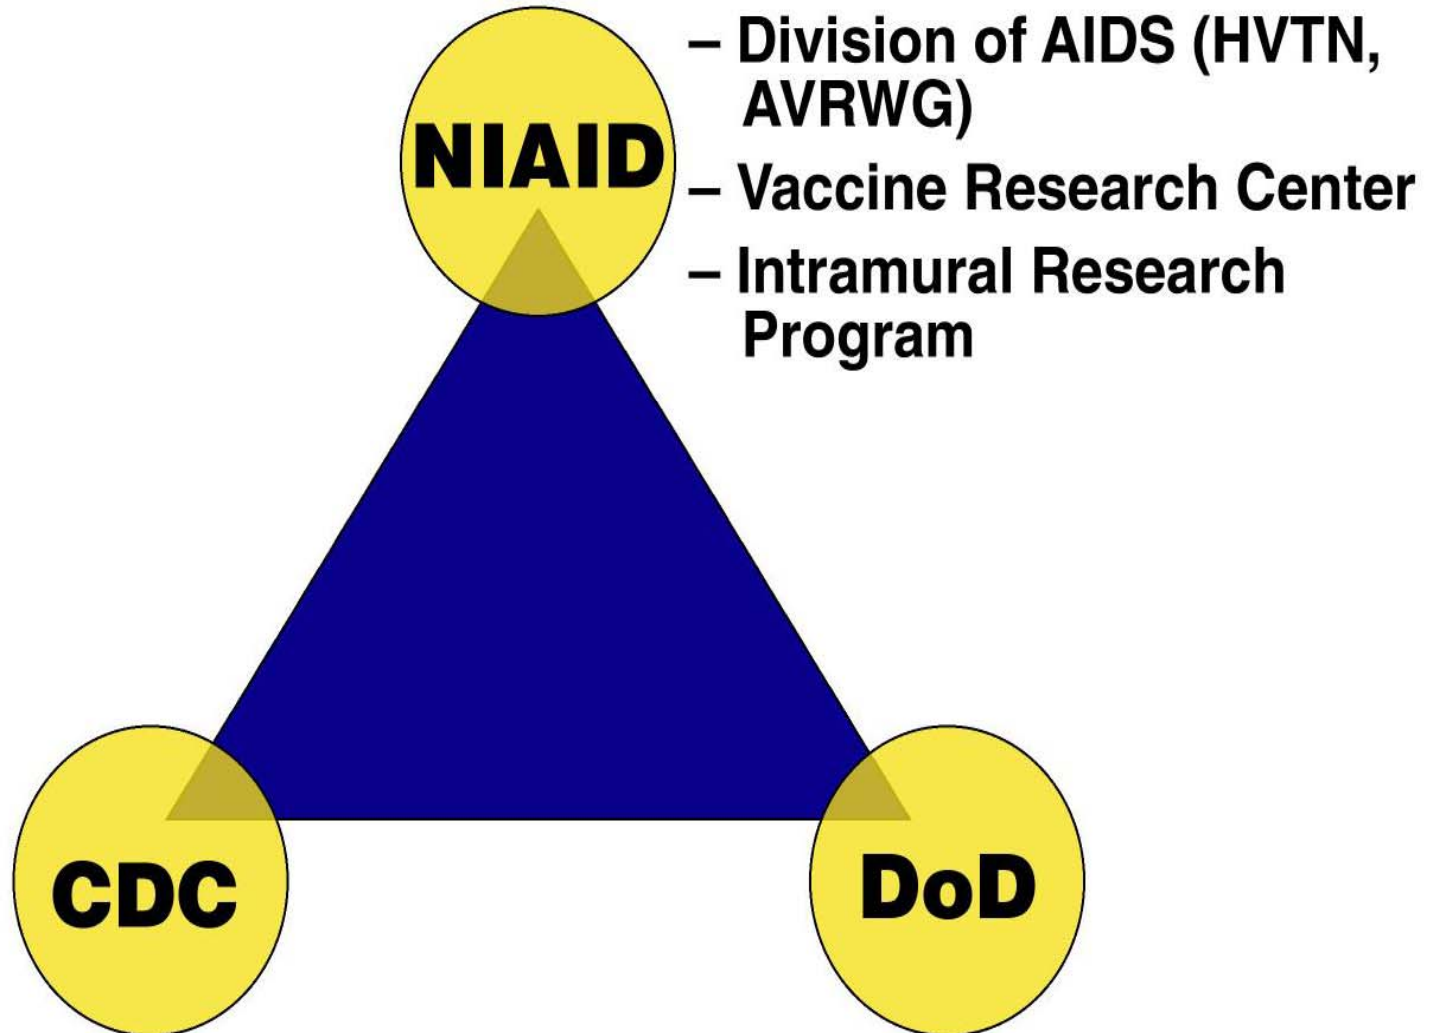 NIAID
– Division of AIDS (HVTN,
AVRWG)
– Vaccine Research Center
– Intramural Research
Program
CDC
DoD